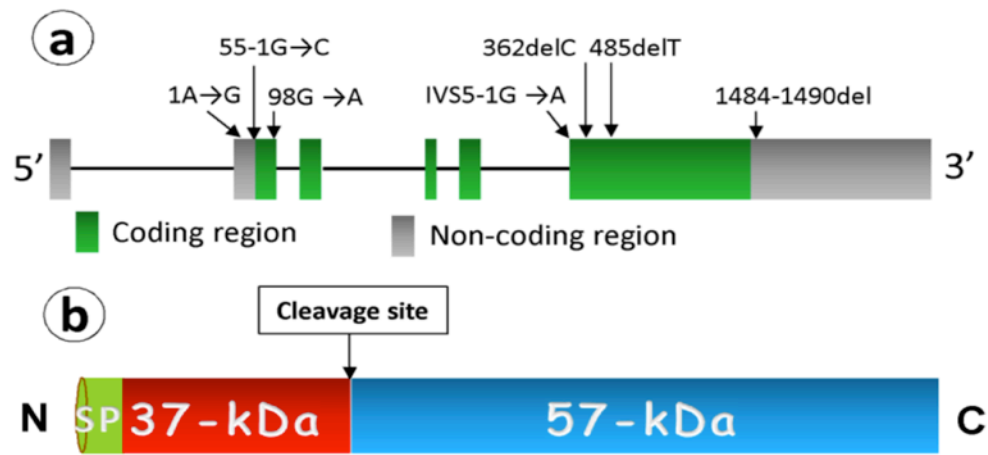 a
55-1G→C
362delC 485delT
1A→G 98G →A IVS5-1G →A 1484-1490del
5’ 3’
Coding region Non-coding region
b
Cleavage site
N SP 37-kDa 57-kDa C